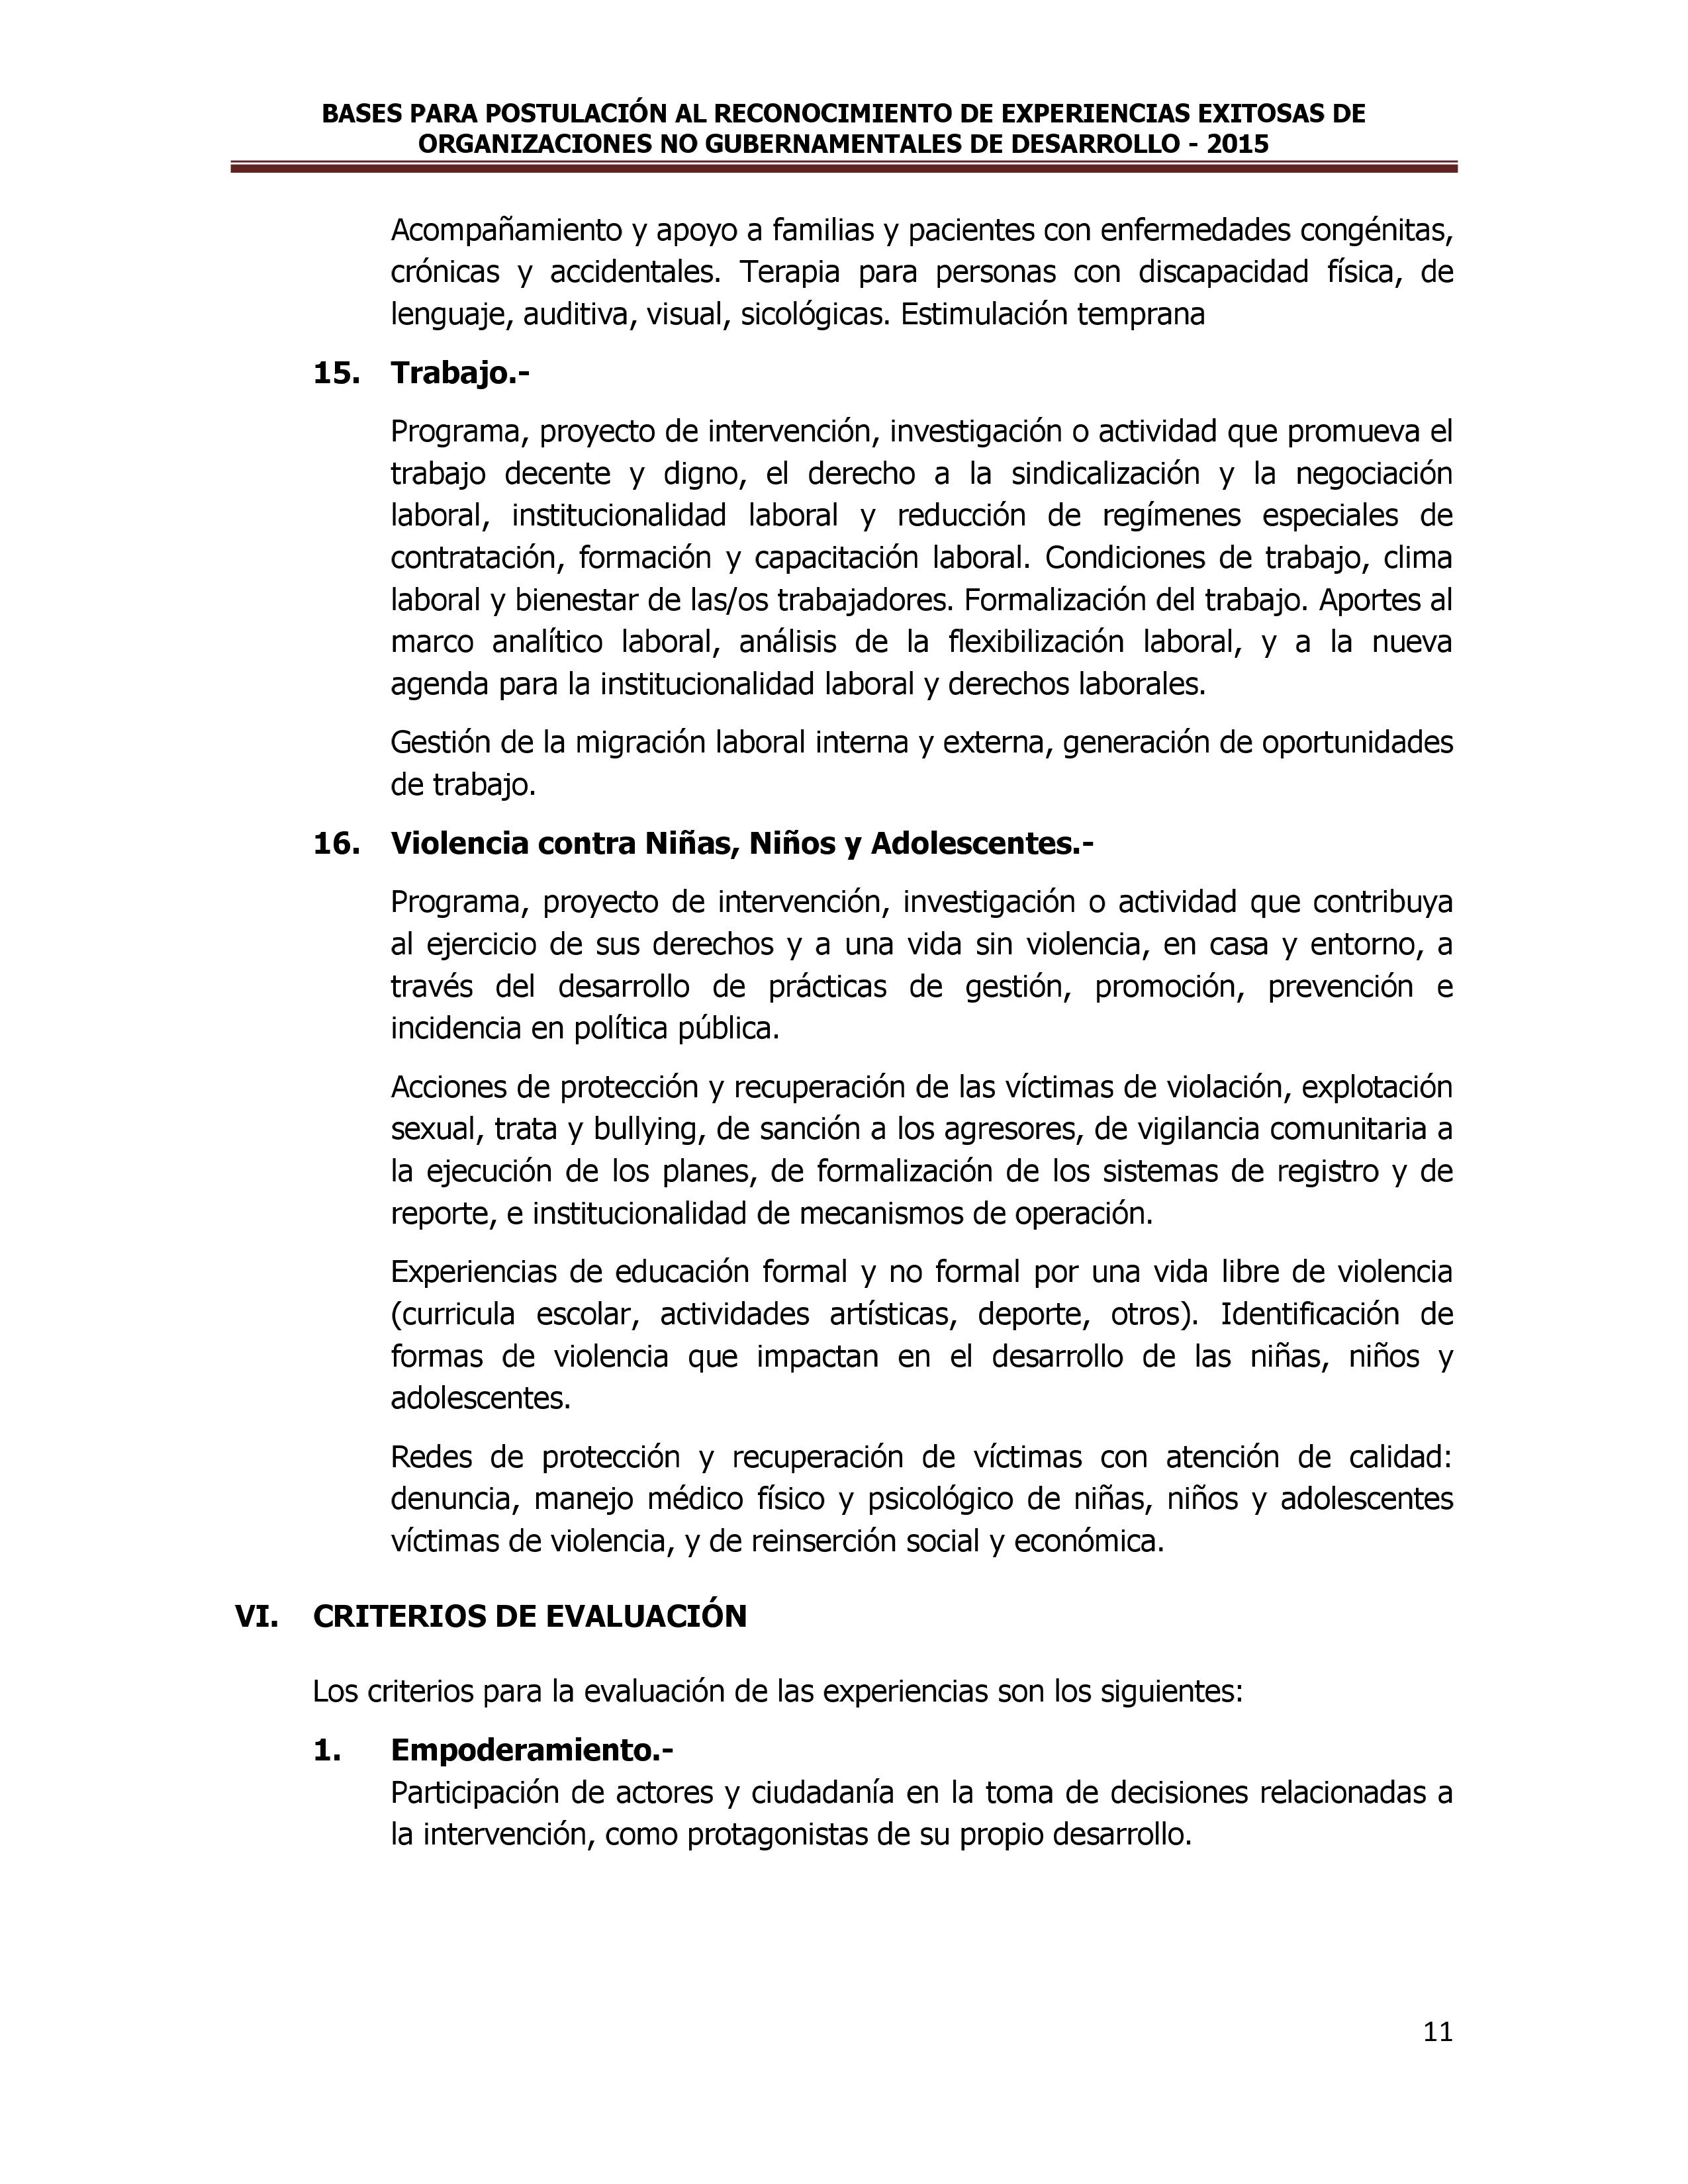 BASES PARA POSTULACIÓN AL RECONOCIMIENTO DE EXPERIENCIAS EXITOSAS DE
ORGANIZACIONES NO GUBERNAMENTALES DE DESARROLLO - 2015
Acompañamiento y apoyo a familias y pacientes con enfermedades congénitas,
crónicas y accidentales. Terapia para personas con discapacidad física, de
lenguaje, auditiva, visual, sicológicas. Estimulación temprana
15. Trabajo.-
Programa, proyecto de intervención, investigación o actividad que promueva el
trabajo decente y digno, el derecho a la sindicalización y la negociación
laboral, institucionalidad laboral y reducción de regímenes especiales de
contratación, formación y capacitación laboral. Condiciones de trabajo, clima
laboral y bienestar de las/os trabajadores. Formalización del trabajo. Aportes al
marco analítico laboral, análisis de la flexibilización laboral, y a la nueva
agenda para la institucionalidad laboral y derechos laborales.
Gestión de la migración laboral interna y externa, generación de oportunidades
de trabajo.
16. Violencia contra Niñas, Niños y Adolescentes.-
Programa, proyecto de intervención, investigación o actividad que contribuya
al ejercicio de sus derechos y a una vida sin violencia, en casa y entorno, a
través del desarrollo de prácticas de gestión, promoción, prevención e
incidencia en política pública.
Acciones de protección y recuperación de las víctimas de violación, explotación
sexual, trata y bullying, de sanción a los agresores, de vigilancia comunitaria a
la ejecución de los planes, de formalización de los sistemas de registro y de
reporte, e institucionalidad de mecanismos de operación.
Experiencias de educación formal y no formal por una vida libre de violencia
(curricula escolar, actividades artísticas, deporte, otros). Identificación de
formas de violencia que impactan en el desarrollo de las niñas, niños y
adolescentes.
Redes de protección y recuperación de víctimas con atención de calidad:
denuncia, manejo médico físico y psicológico de niñas, niños y adolescentes
víctimas de violencia, y de reinserción social y económica.
VI. CRITERIOS DE EVALUACIÓN
Los criterios para la evaluación de las experiencias son los siguientes:
1. Empoderamiento.-
Participación de actores y ciudadanía en la toma de decisiones relacionadas a
la intervención, como protagonistas de su propio desarrollo.
11